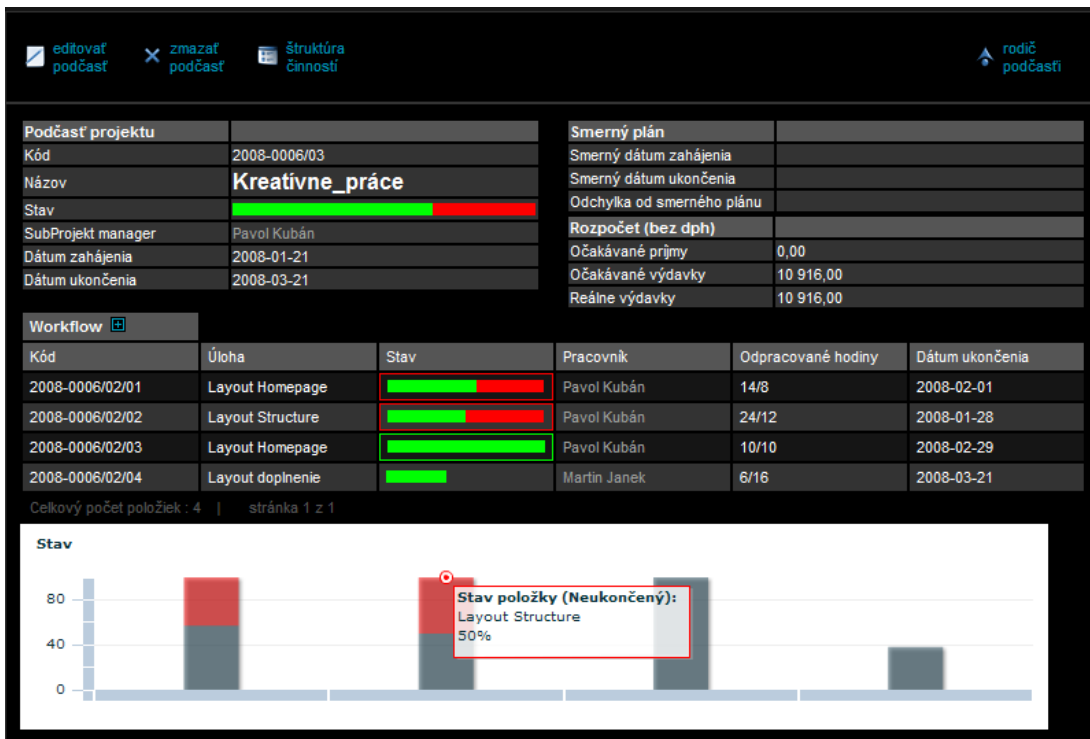 editovať
podčasť
zmazať
podčasť
štruktúra
činností
rodič
podčasťi
Podčasť projektu
Kód 2008-0006/03
Názov Kreatívne_práce
Stav
SubProjekt manager Pavol Kubán
Dátum zahájenia 2008-01-21
Dátum ukončenia 2008-03-21
Smerný plán
Smerný dátum zahájenia
Smerný dátum ukončenia
Odchylka od smerného plánu
Rozpočet (bez dph)
Očakávané príjmy 0,00
Očakávané výdavky 10 916,00
Reálne výdavky 10 916,00
Workflow
Kód Úloha Stav Pracovník Odpracované hodiny Dátum ukončenia
2008-0006/02/01 Layout Homepage Pavol Kubán 14/8 2008-02-01
2008-0006/02/02 Layout Structure Pavol Kubán 24/12 2008-01-28
2008-0006/02/03 Layout Homepage Pavol Kubán 10/10 2008-02-29
2008-0006/02/04 Layout doplnenie Martin Janek 6/16 2008-03-21
Celkový počet položiek : 4 | stránka 1 z 1
Stav
80
40
0
Stav položky (Neukončený):
Layout Structure
50%